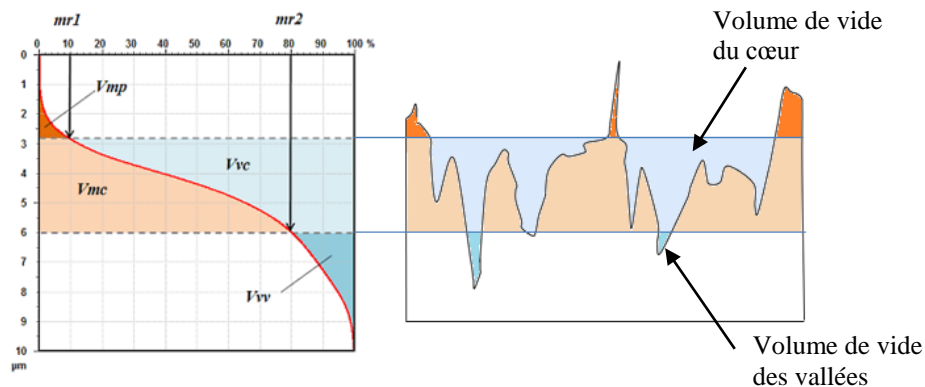 mr1 mr2
0 10 20 30 40 50 60 70 80 90 100 %
0
1
2
3
4
5
6
7
8
9
10
µm
Vmp
Vvc
Vmc
Vvv
Volume de vide
du cœur
Volume de vide
des vallées